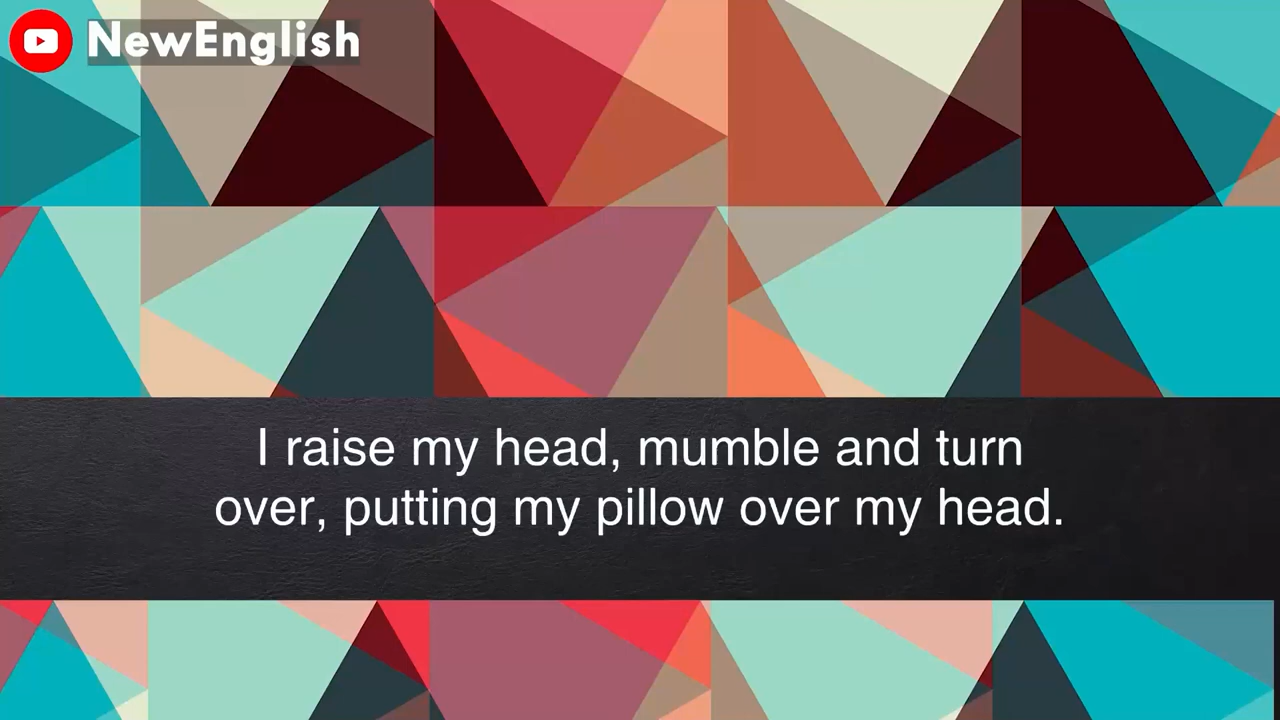 NewEnglish
I raise my head, mumble and turn
over, putting my pillow over my head.